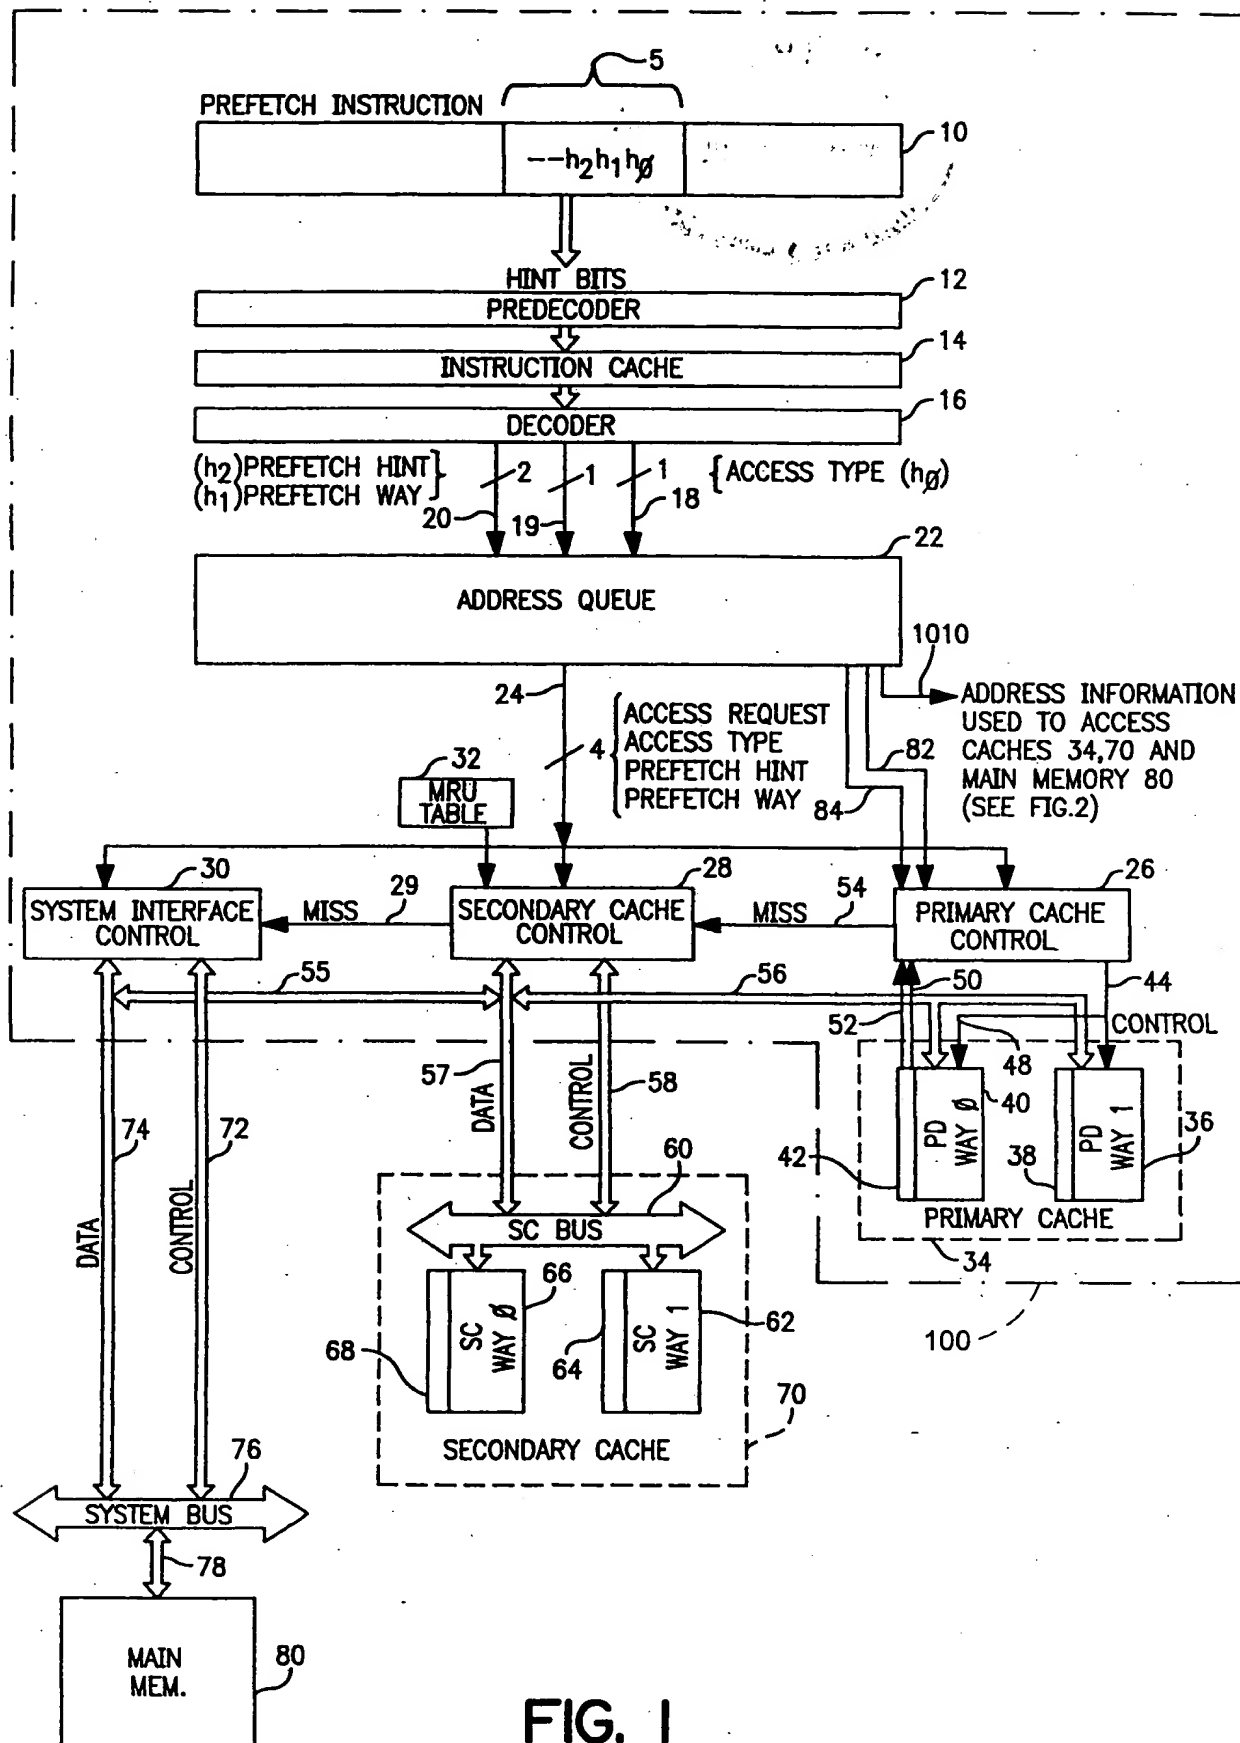 5
PREFETCH INSTRUCTION
10
--h2h1hø
HINT BITS
12
PREDECODER
14
INSTRUCTION CACHE
16
DECODER
(h2)PREFETCH HINT
(h1)PREFETCH WAY
2
1
1
ACCESS TYPE (hø)
20
19
18
22
ADDRESS QUEUE
1010
24
ADDRESS INFORMATION
USED TO ACCESS
CACHES 34,70 AND
MAIN MEMORY 80
(SEE FIG.2)
4
ACCESS REQUEST
ACCESS TYPE
PREFETCH HINT
PREFETCH WAY
82
84
32
MRU
TABLE
30
SYSTEM INTERFACE
CONTROL
29
MISS
28
SECONDARY CACHE
CONTROL
54
MISS
26
PRIMARY CACHE
CONTROL
55
56
50
44
52
CONTROL
48
57
DATA
CONTROL
58
74
72
DATA
CONTROL
42
PD
WAY Ø
40
38
PD
WAY 1
36
PRIMARY CACHE
34
100
60
SC BUS
68
SC
WAY Ø
66
64
SC
WAY 1
62
70
SECONDARY CACHE
76
SYSTEM BUS
78
MAIN
MEM.
80
FIG. 1